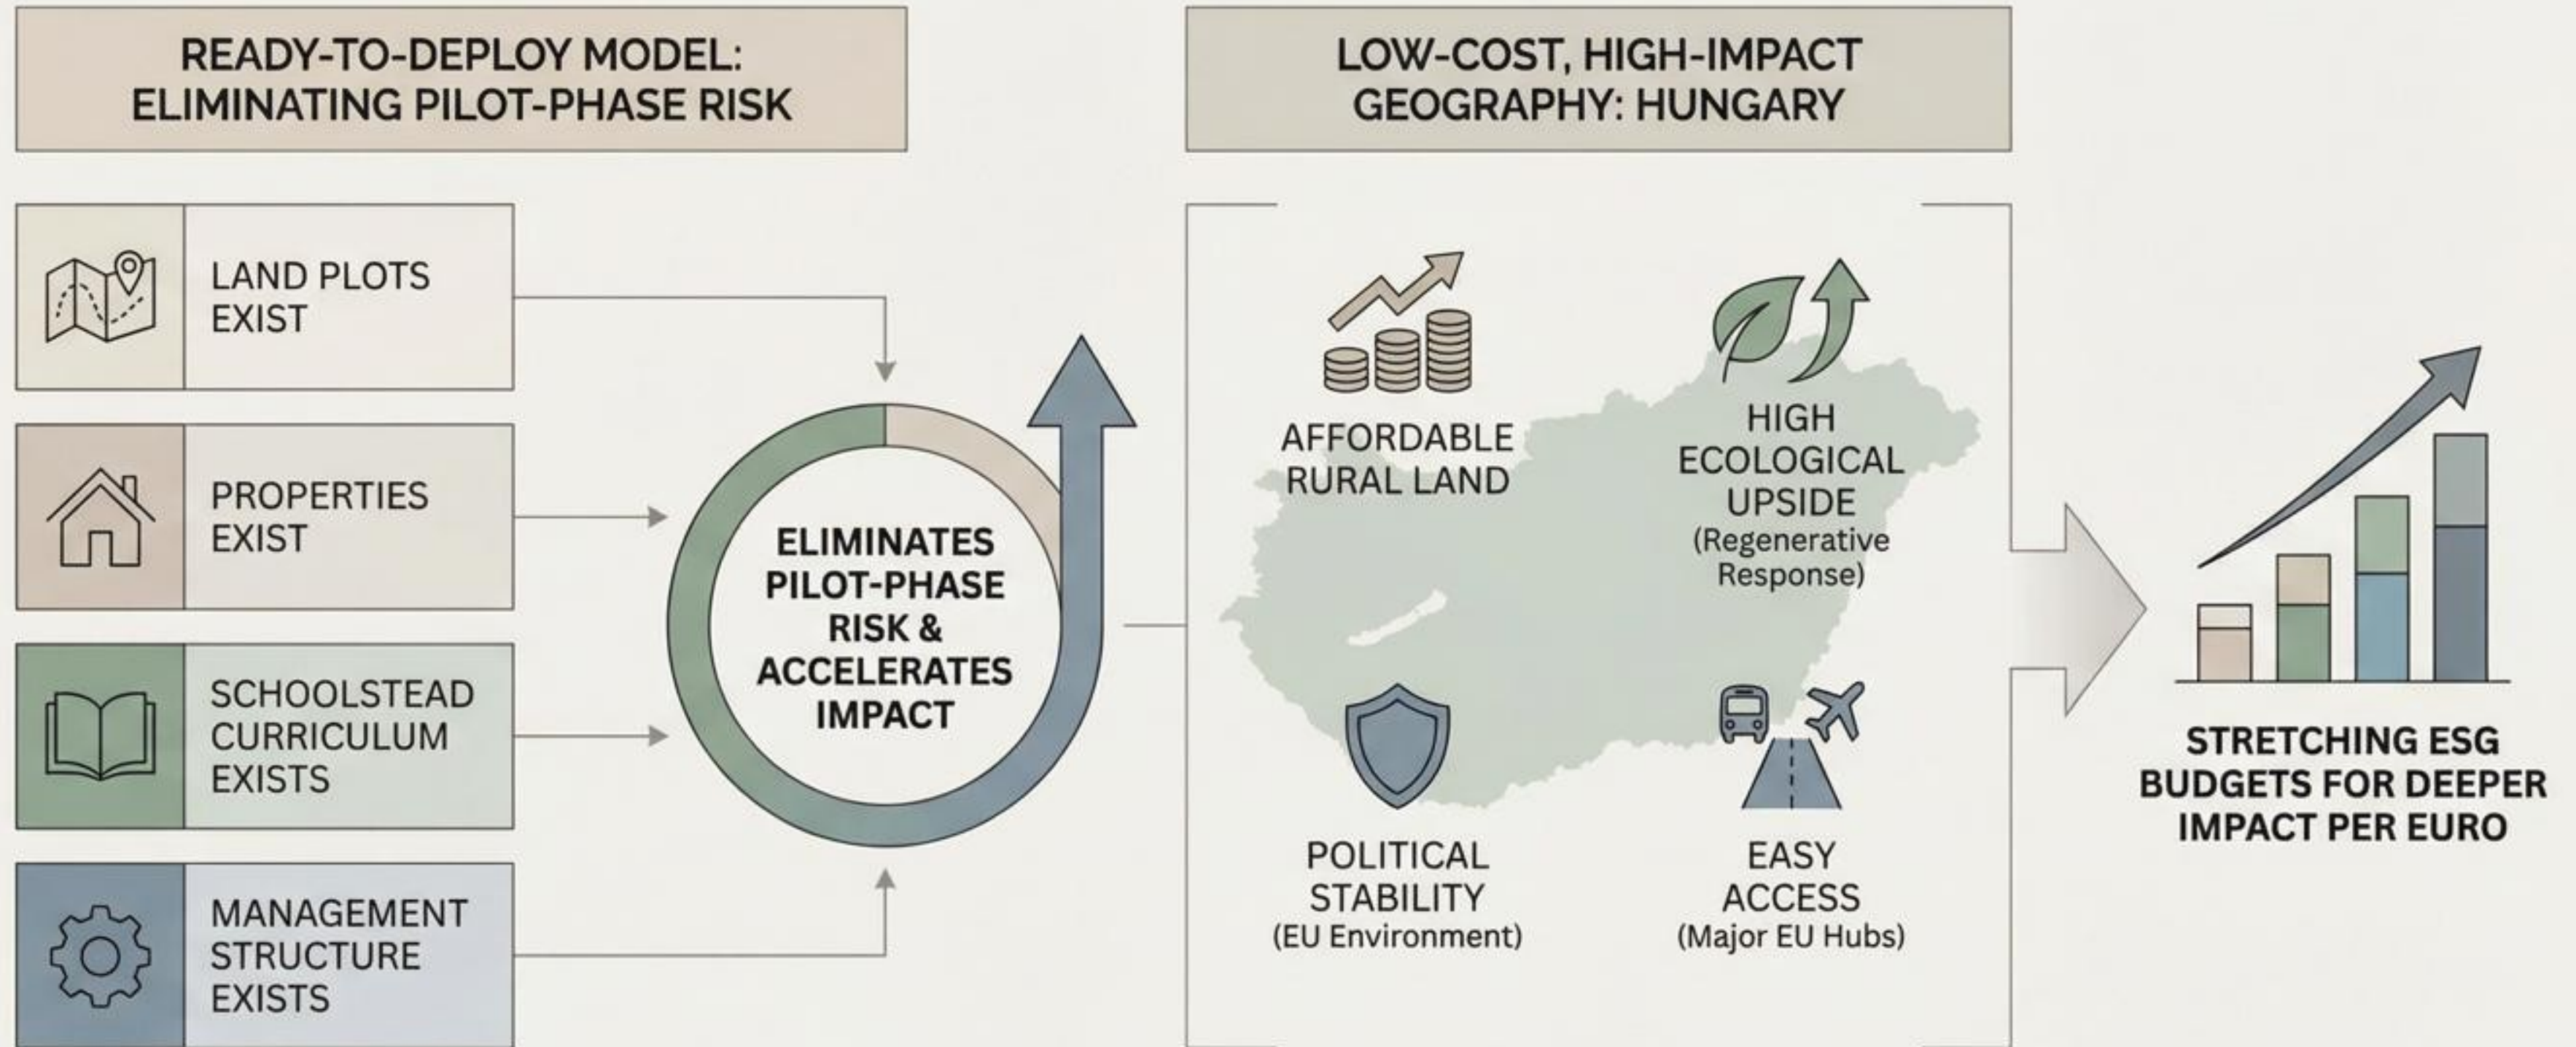 READY-TO-DEPLOY MODEL:
ELIMINATING PILOT-PHASE RISK
LAND PLOTS
EXIST
PROPERTIES
EXIST
SCHOOLSTEAD
CURRICULUM
EXISTS
MANAGEMENT
STRUCTURE
EXISTS
ELIMINATES
PILOT-PHASE
RISK &
ACCELERATES
IMPACT
LOW-COST, HIGH-IMPACT
GEOGRAPHY: HUNGARY
AFFORDABLE
RURAL LAND
HIGH
ECOLOGICAL
UPSIDE
(Regenerative
Response)
POLITICAL
STABILITY
(EU Environment)
EASY
ACCESS
(Major EU Hubs)
STRETCHING ESG
BUDGETS FOR DEEPER
IMPACT PER EURO